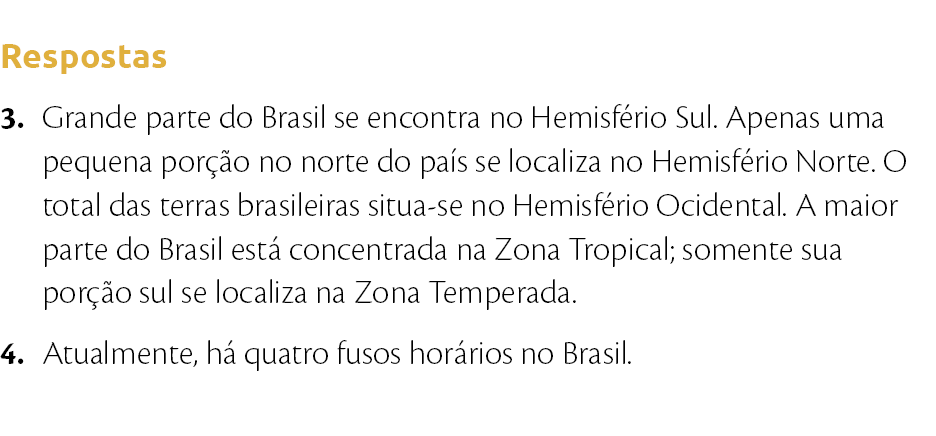 Respostas
3. Grande parte do Brasil se encontra no Hemisfério Sul. Apenas uma
pequena porção no norte do país se localiza no Hemisfério Norte. O
total das terras brasileiras situa-se no Hemisfério Ocidental. A maior
parte do Brasil está concentrada na Zona Tropical; somente sua
porção sul se localiza na Zona Temperada.
4. Atualmente, há quatro fusos horários no Brasil.